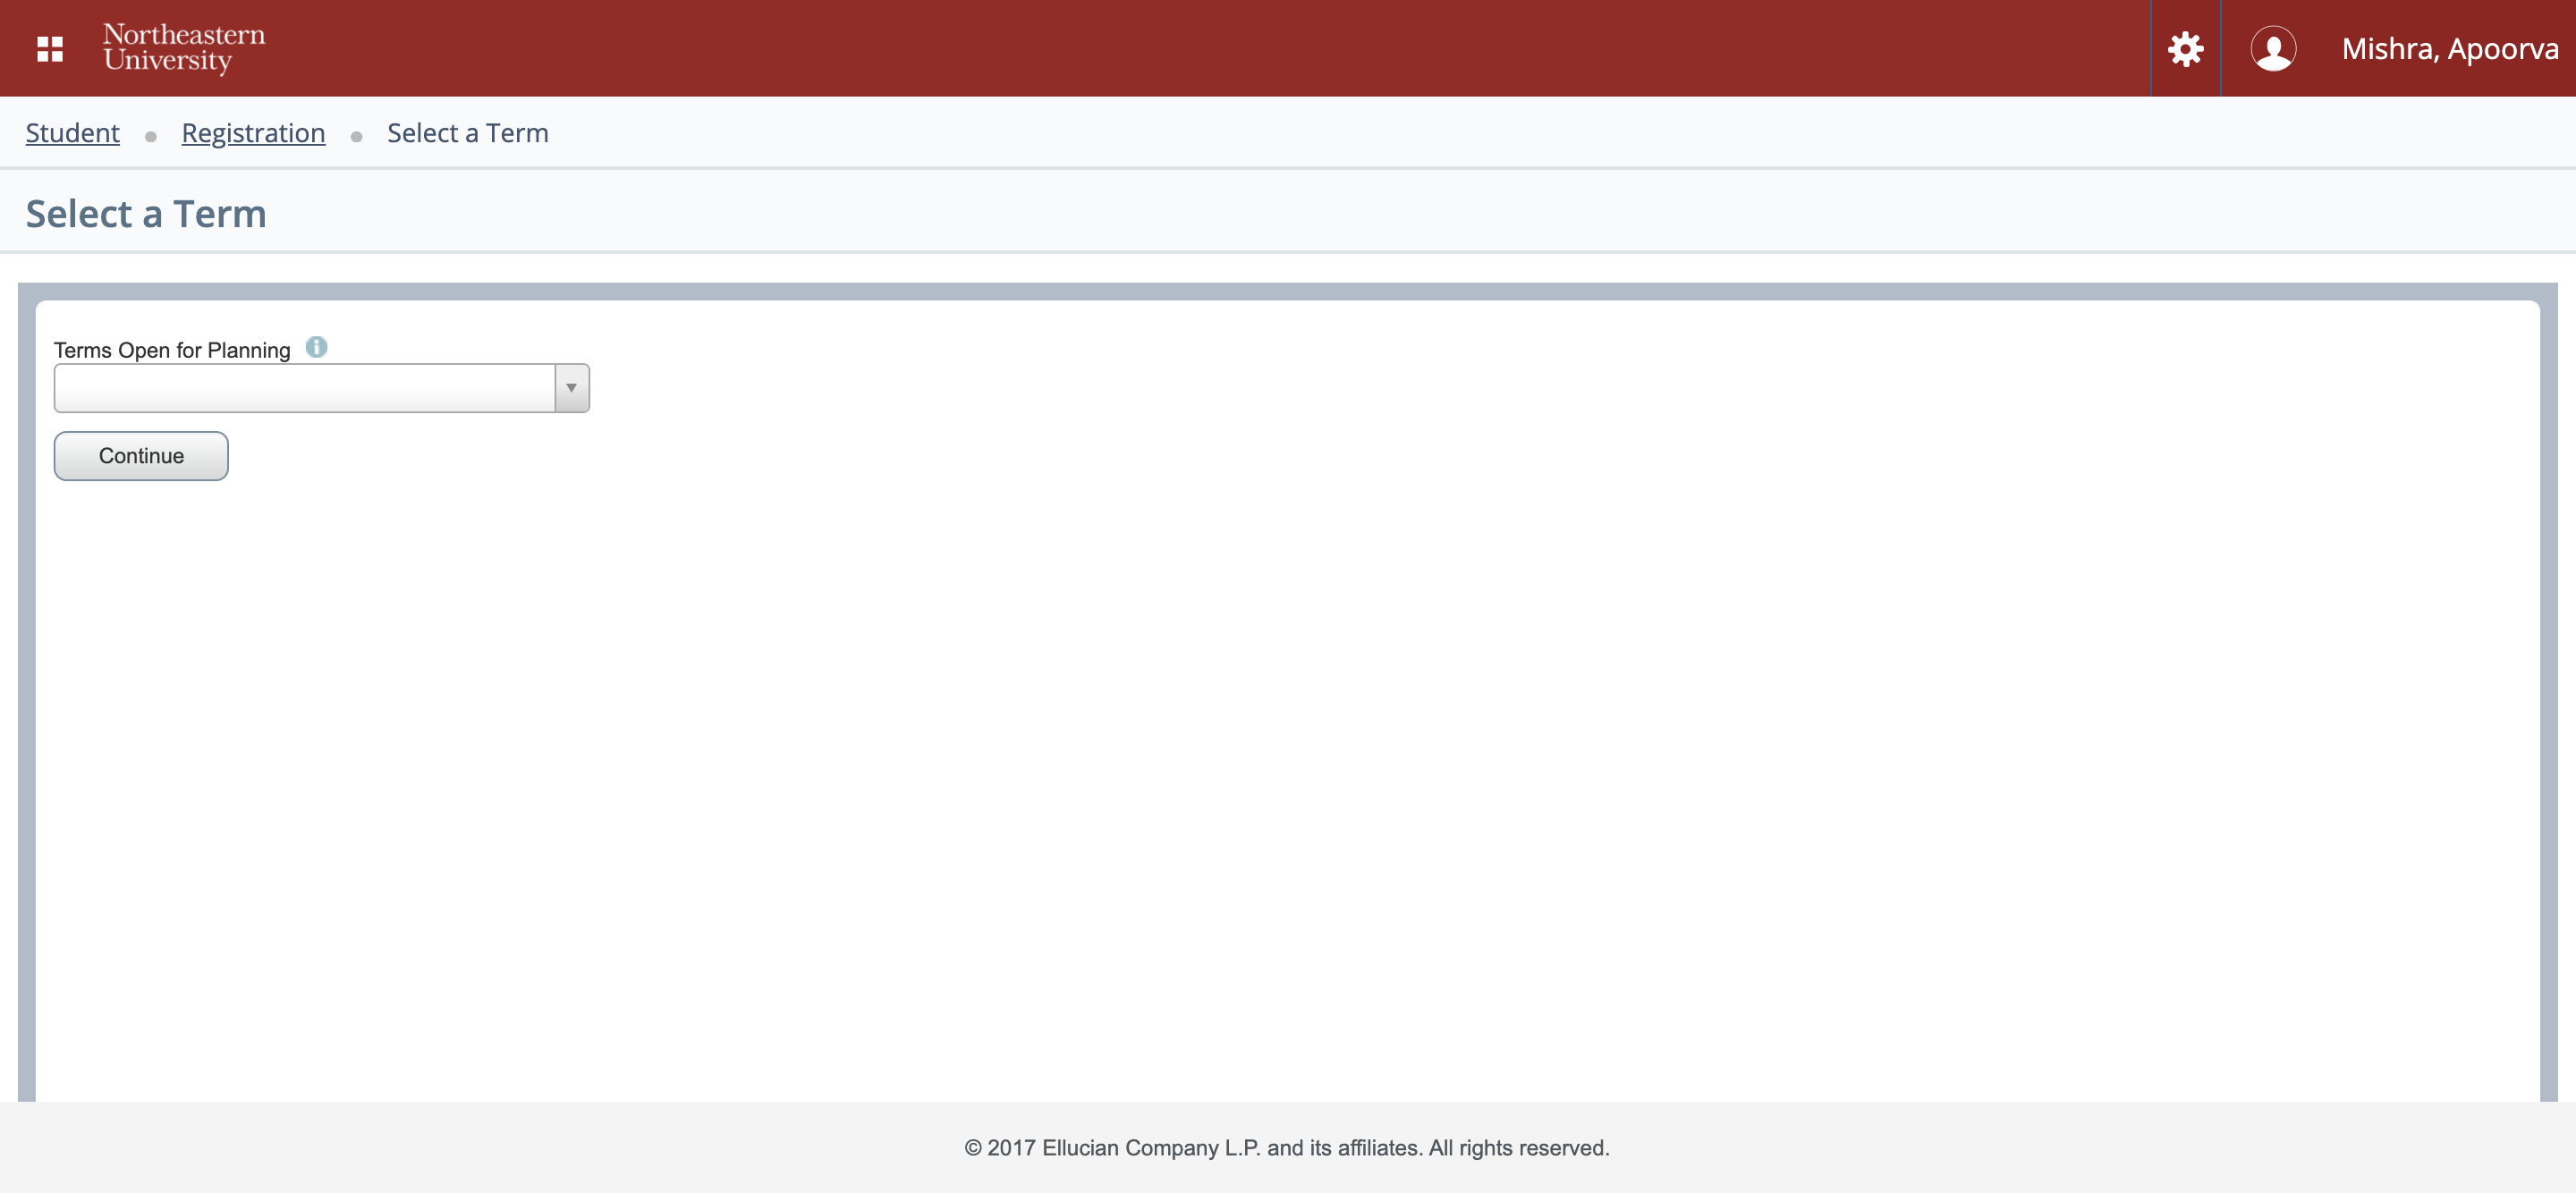 Northeastern
University
Mishra, Apoorva
Student
Registration
Select a Term
Select a Term
Terms Open for Planning
Continue
© 2017 Ellucian Company L.P. and its affiliates. All rights reserved.